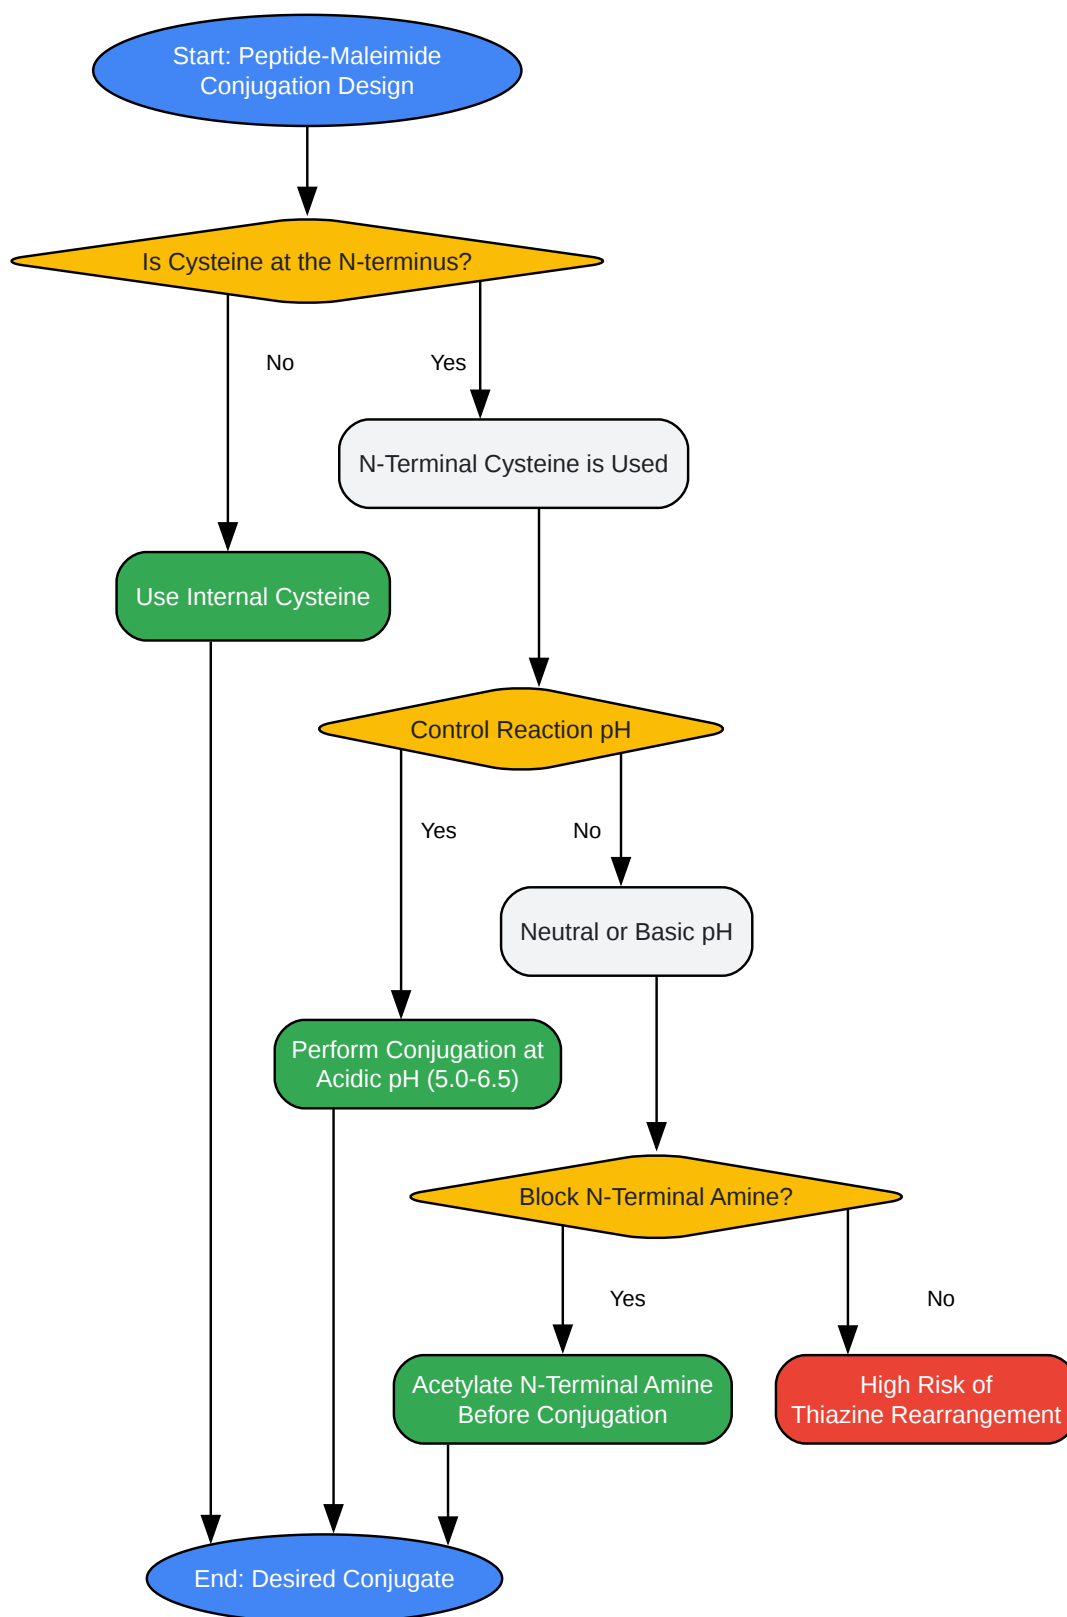 Start: Peptide-Maleimide
Conjugation Design
Is Cysteine at the N-terminus?
No
Yes
N-Terminal Cysteine is Used
Use Internal Cysteine
Control Reaction pH
Yes
No
Neutral or Basic pH
Perform Conjugation at
Acidic pH (5.0-6.5)
Block N-Terminal Amine?
Yes
No
Acetylate N-Terminal Amine
Before Conjugation
High Risk of
Thiazine Rearrangement
End: Desired Conjugate